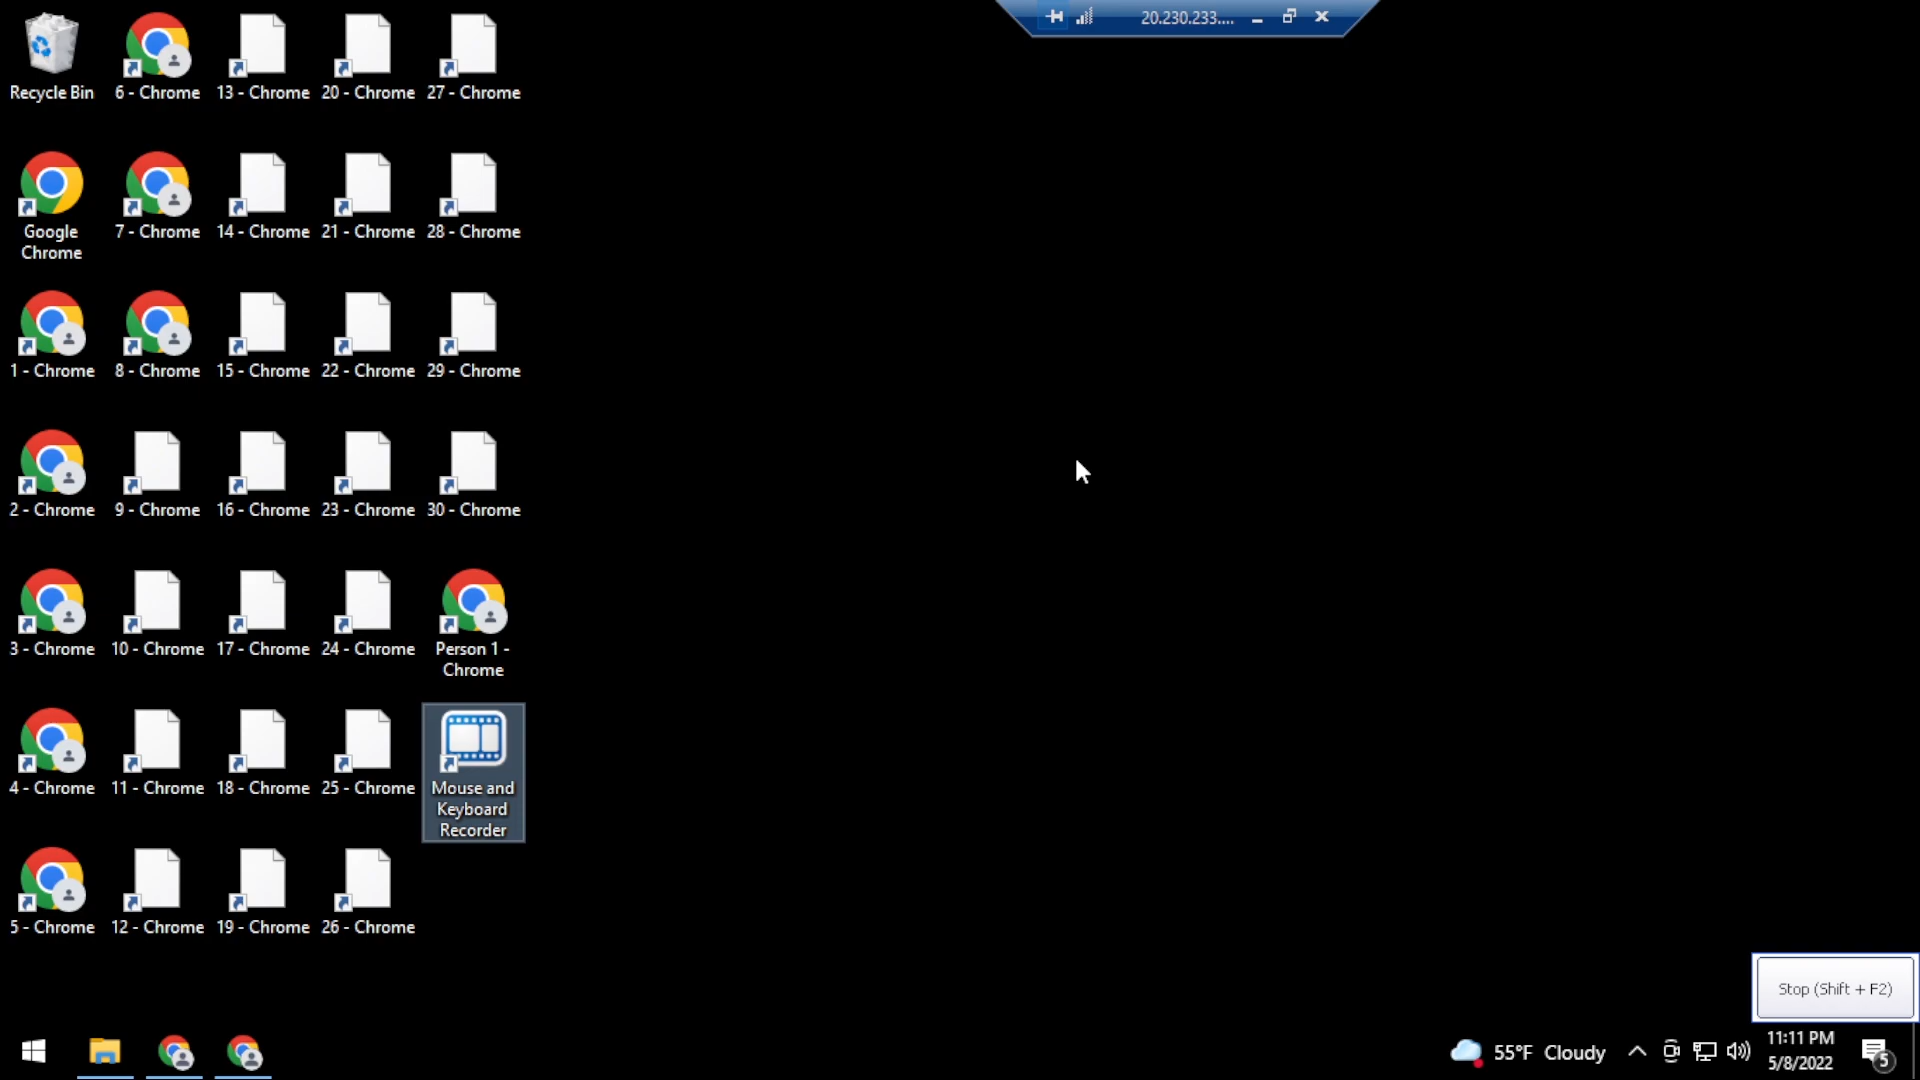 20.230.233....
Recycle Bin
6 - Chrome
13 - Chrome
20 - Chrome
27 - Chrome
Google
Chrome
7 - Chrome
14 - Chrome
21 - Chrome
28 - Chrome
1 - Chrome
8 - Chrome
15 - Chrome
22 - Chrome
29 - Chrome
2 - Chrome
9 - Chrome
16 - Chrome
23 - Chrome
30 - Chrome
3 - Chrome
10 - Chrome
17 - Chrome
24 - Chrome
Person 1 -
Chrome
4 - Chrome
11 - Chrome
18 - Chrome
25 - Chrome
Mouse and
Keyboard
Recorder
5 - Chrome
12 - Chrome
19 - Chrome
26 - Chrome
Stop (Shift + F2)
55°F Cloudy
11:11 PM
5/8/2022
5